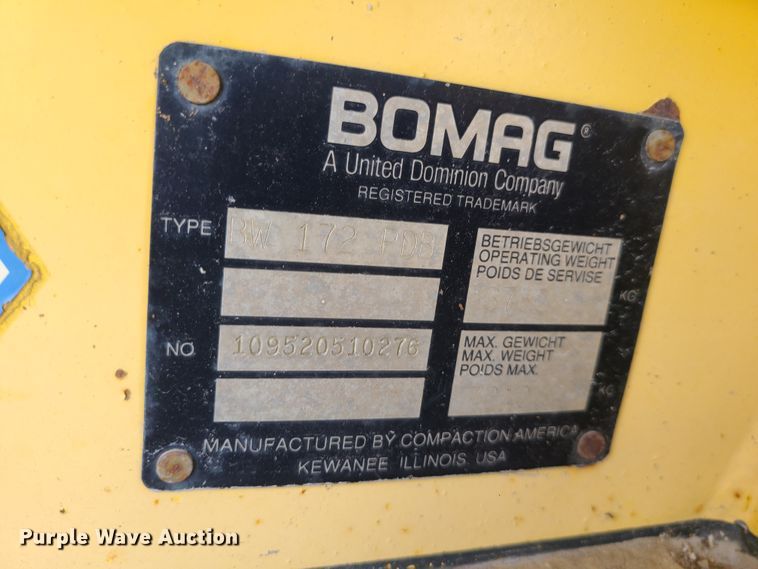 BOMAG®
A United Dominion Company
REGISTERED TRADEMARK
TYPE BW 172 PDB
BETRIEBSGEWICHT
OPERATING WEIGHT
POIDS DE SERVISE
KG
NO 109520510276
MAX. GEWICHT
MAX. WEIGHT
POIDS MAX.
KG
MANUFACTURED BY COMPACTION AMERICA
KEWANEE ILLINOIS USA
Purple Wave Auction